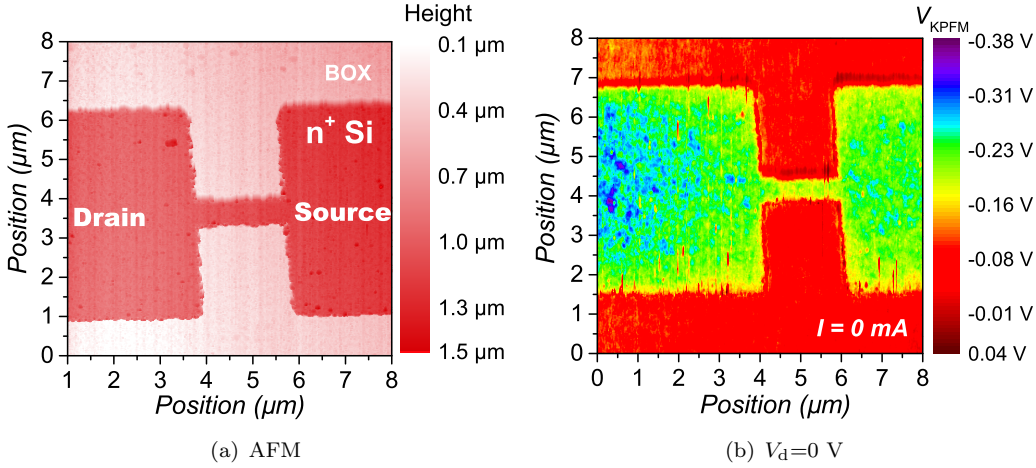 Height
V_KPFM
8
7
6
5
4
3
2
1
0
Position (µm)
1 2 3 4 5 6 7 8
Position (µm)
BOX
n⁺ Si
Drain
Source
0.1 µm
0.4 µm
0.7 µm
1.0 µm
1.3 µm
1.5 µm
8
7
6
5
4
3
2
1
0
Position (µm)
0 1 2 3 4 5 6 7 8
Position (µm)
I = 0 mA
-0.38 V
-0.31 V
-0.23 V
-0.16 V
-0.08 V
-0.01 V
0.04 V
(a) AFM
(b) V_d=0 V